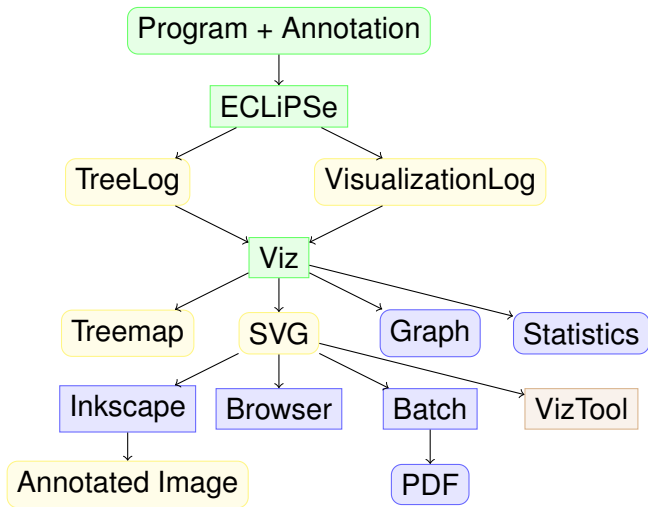 Program + Annotation
ECLiPSe
TreeLog
VisualizationLog
Viz
Treemap
SVG
Graph
Statistics
Inkscape
Browser
Batch
VizTool
Annotated Image
PDF